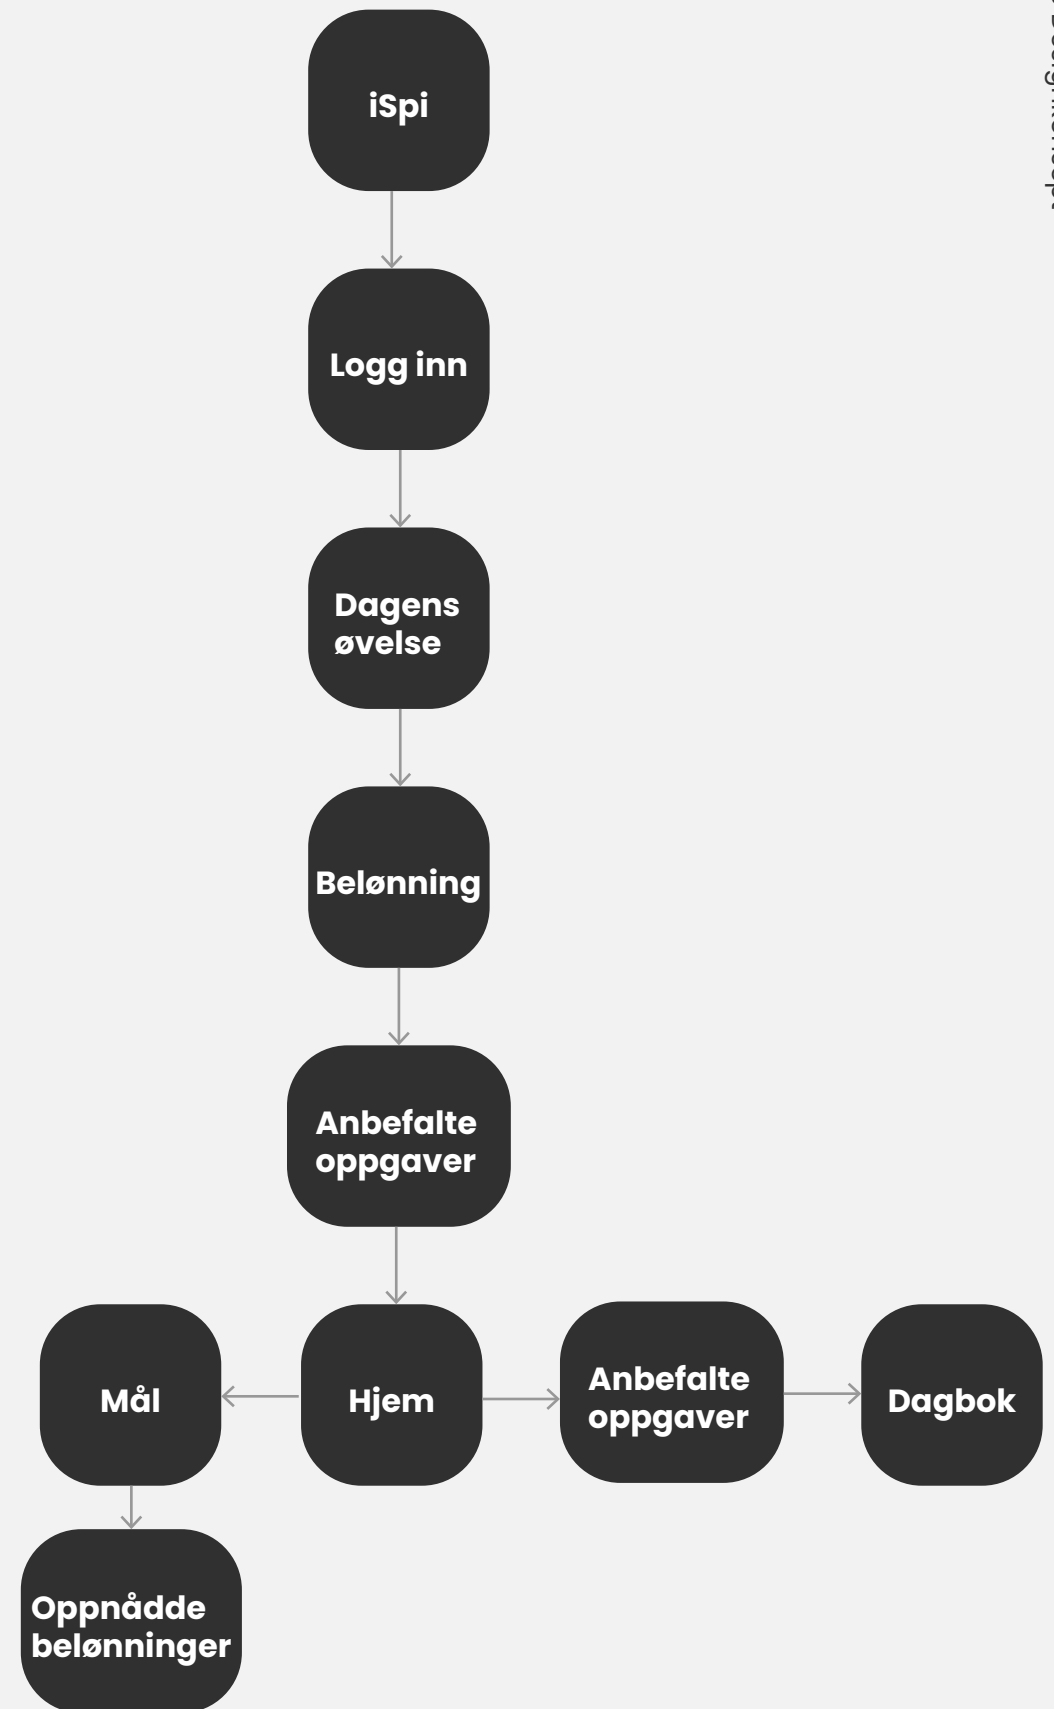 iSpi
Logg inn
Dagens
øvelse
Belønning
Anbefalte
oppgaver
Mål
Hjem
Anbefalte
oppgaver
Dagbok
Oppnådde
belønninger